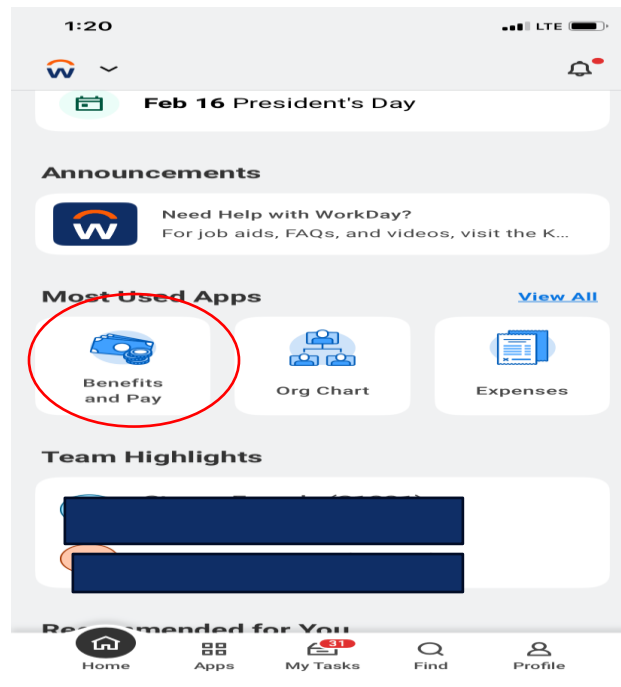 1:20
LTE
Feb 16 President's Day
Announcements
Need Help with WorkDay?
For job aids, FAQs, and videos, visit the K...
Most Used Apps
View All
Benefits
and Pay
Org Chart
Expenses
Team Highlights
for You
31
Home
Apps
My Tasks
Find
Profile